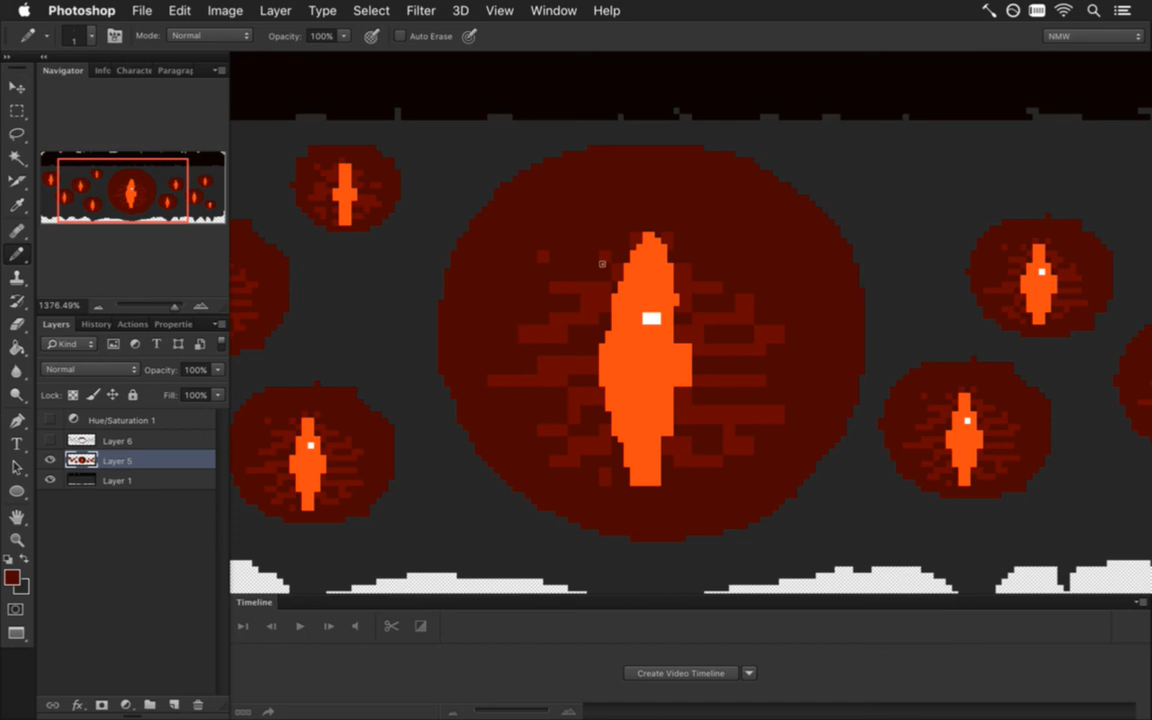 Photoshop File Edit Image Layer Type Select Filter 3D View Window Help
1 Mode: Normal Opacity: 100% Auto Erase NMW
Navigator Info Characte Paragrap
1376.49%
Layers History Actions Propertie
Kind
Normal Opacity: 100%
Lock: Fill: 100%
Hue/Saturation 1
Layer 6
Layer 5
Layer 1
Timeline
Create Video Timeline